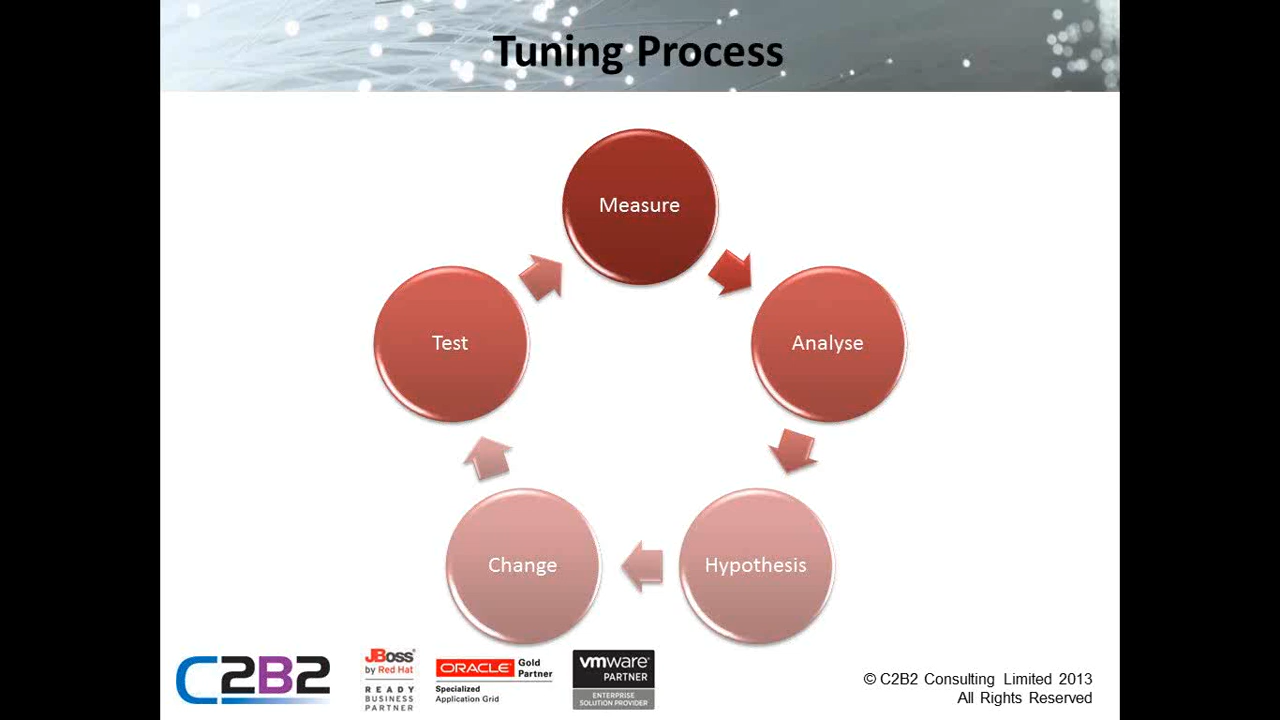 Tuning Process
Measure
Analyse
Hypothesis
Change
Test
C2B2
JBoss
by Red Hat
READY
BUSINESS
PARTNER
ORACLE
Gold
Partner
Specialized
Application Grid
vmware
PARTNER
ENTERPRISE
SOLUTION PROVIDER
© C2B2 Consulting Limited 2013
All Rights Reserved